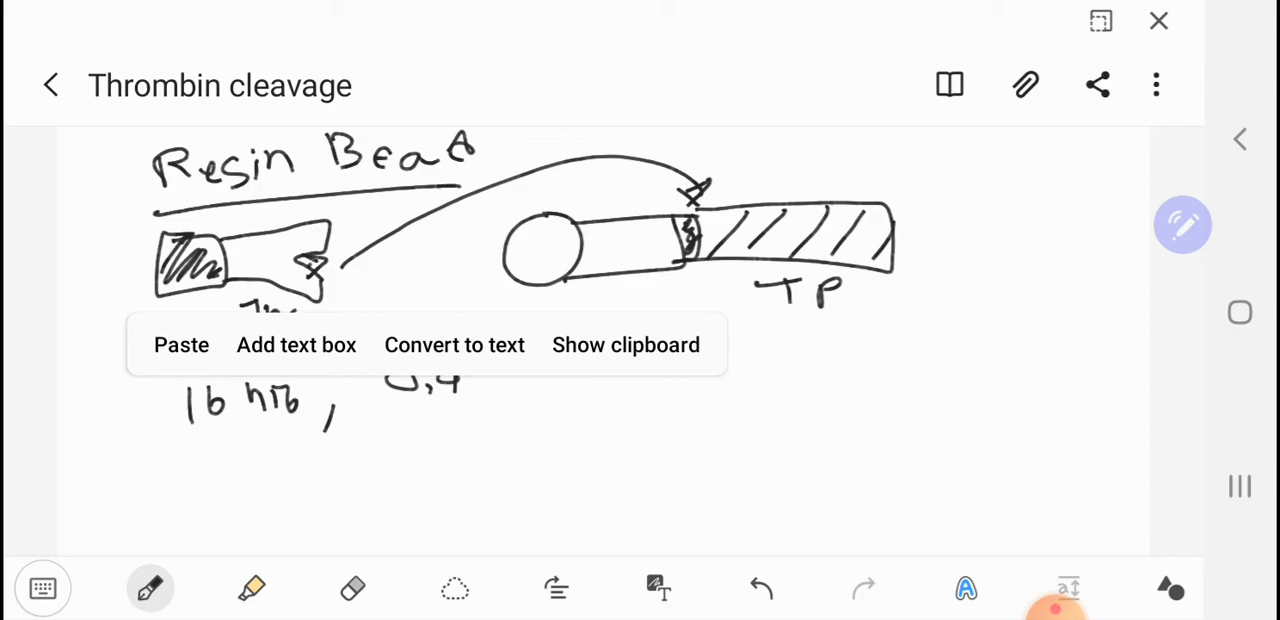 Thrombin cleavage
Resin Bead
TP
Paste Add text box Convert to text Show clipboard
16 hrs,